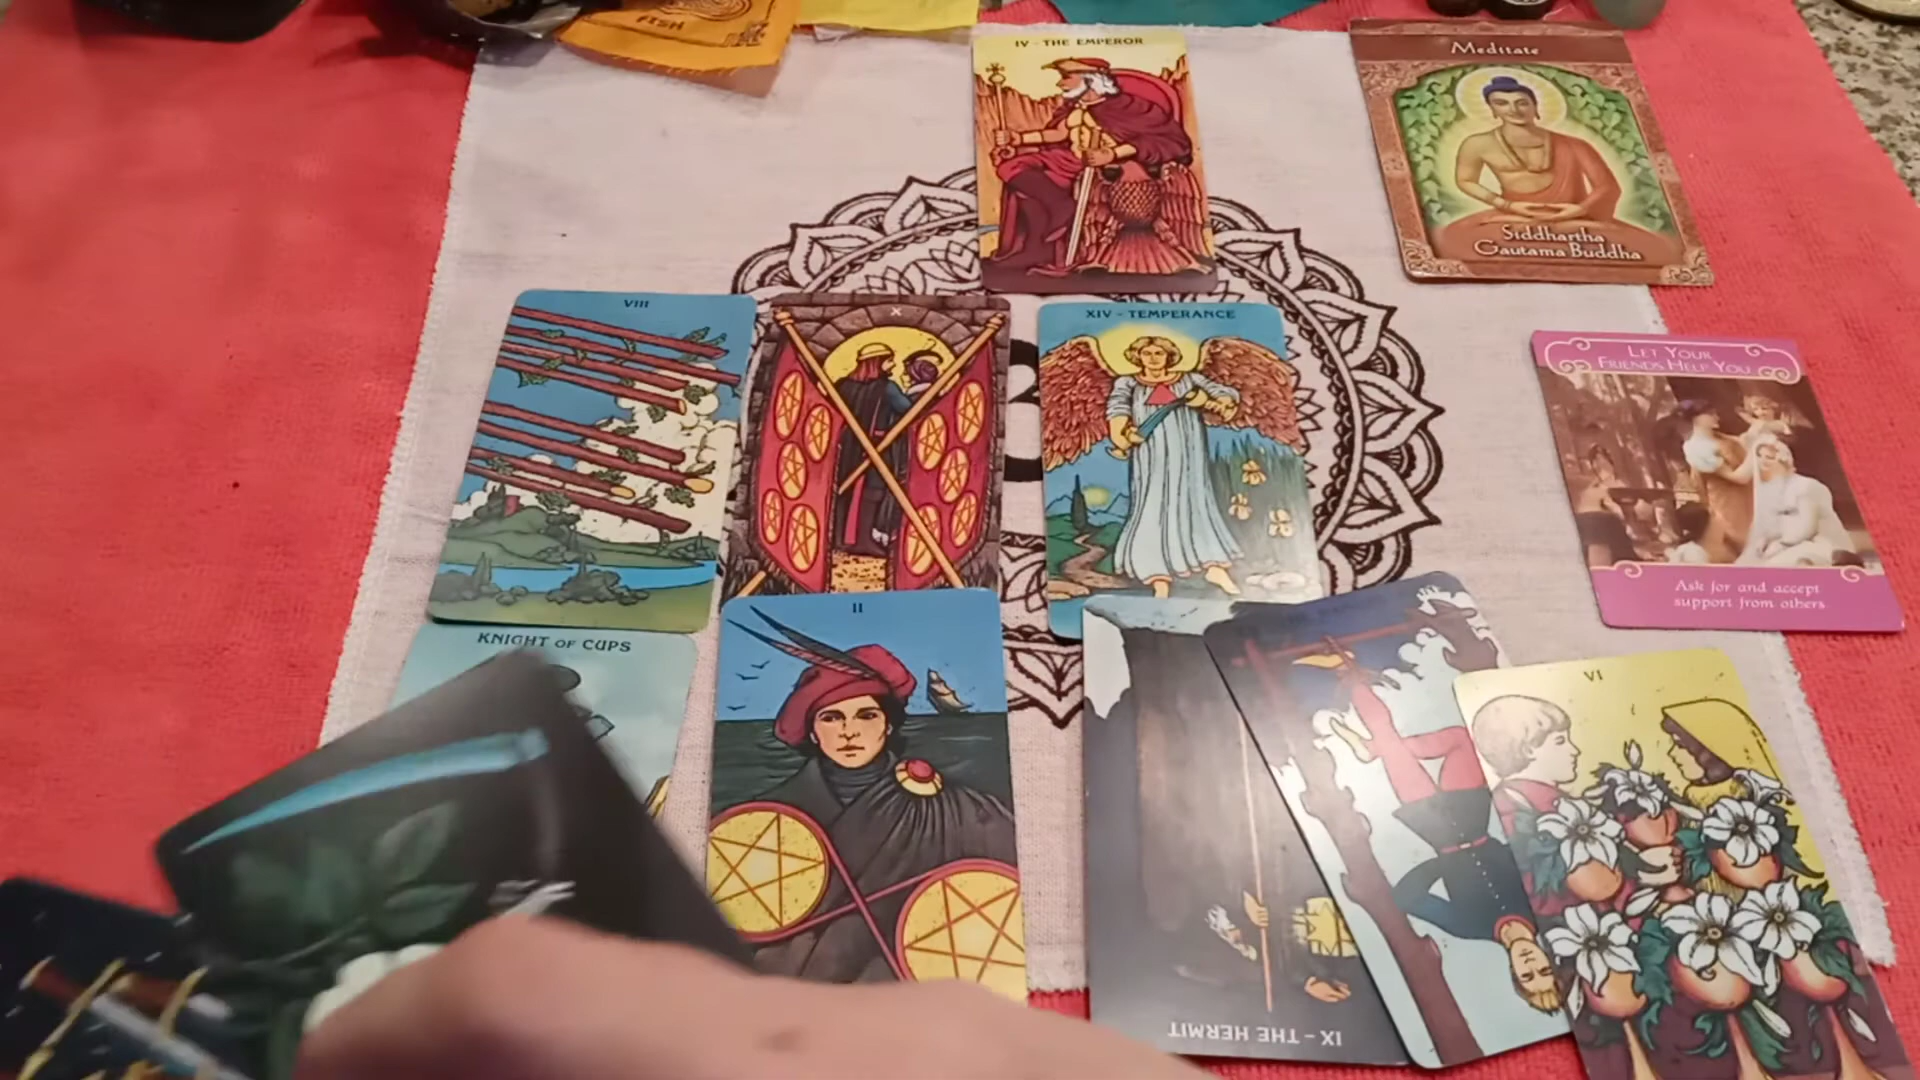 FISH
IV - THE EMPEROR
Meditate
Siddhartha
Gautama Buddha
VIII
X
XIV - TEMPERANCE
LET YOUR
FRIENDS HELP YOU
Ask for and accept
support from others
KNIGHT OF CUPS
II
VI
IX - THE HERMIT